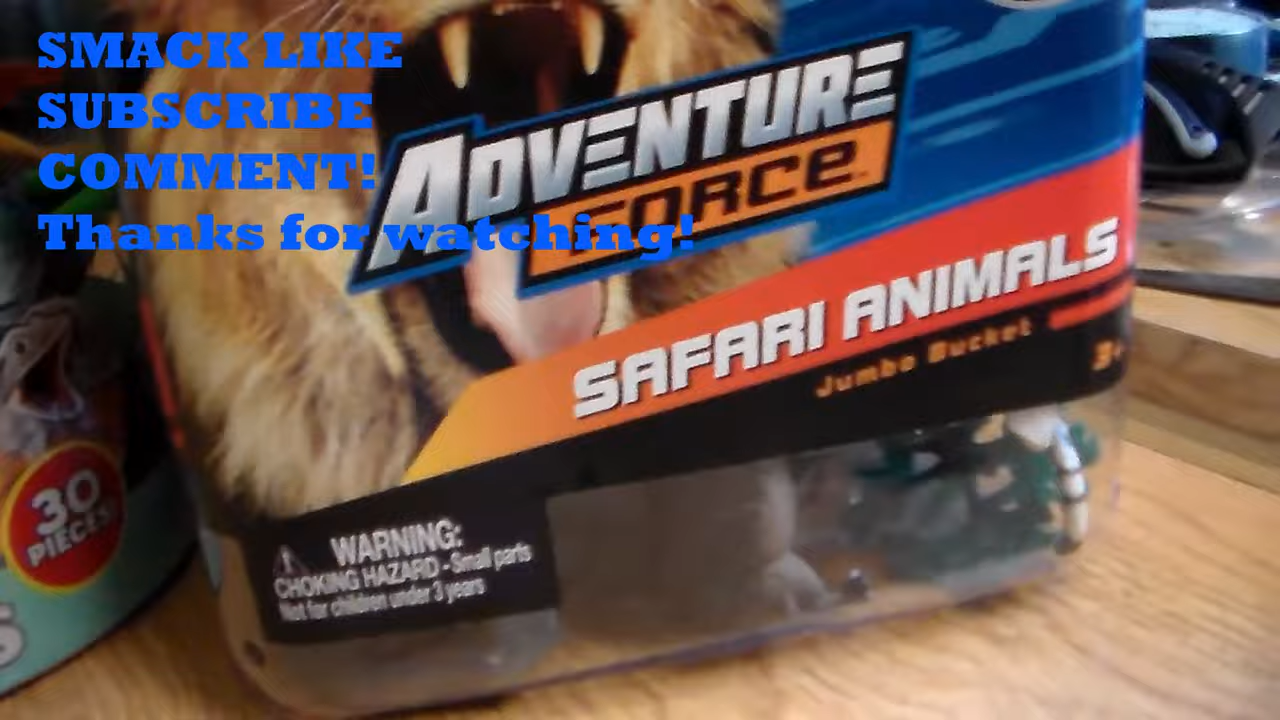 SMACK LIKE
SUBSCRIBE
COMMENT!
Thanks for watching!
ADVENTURE
FORCE
SAFARI ANIMALS
Jumbo Bucket
3+
30
PIECES
WARNING:
CHOKING HAZARD - Small parts
Not for children under 3 years
S